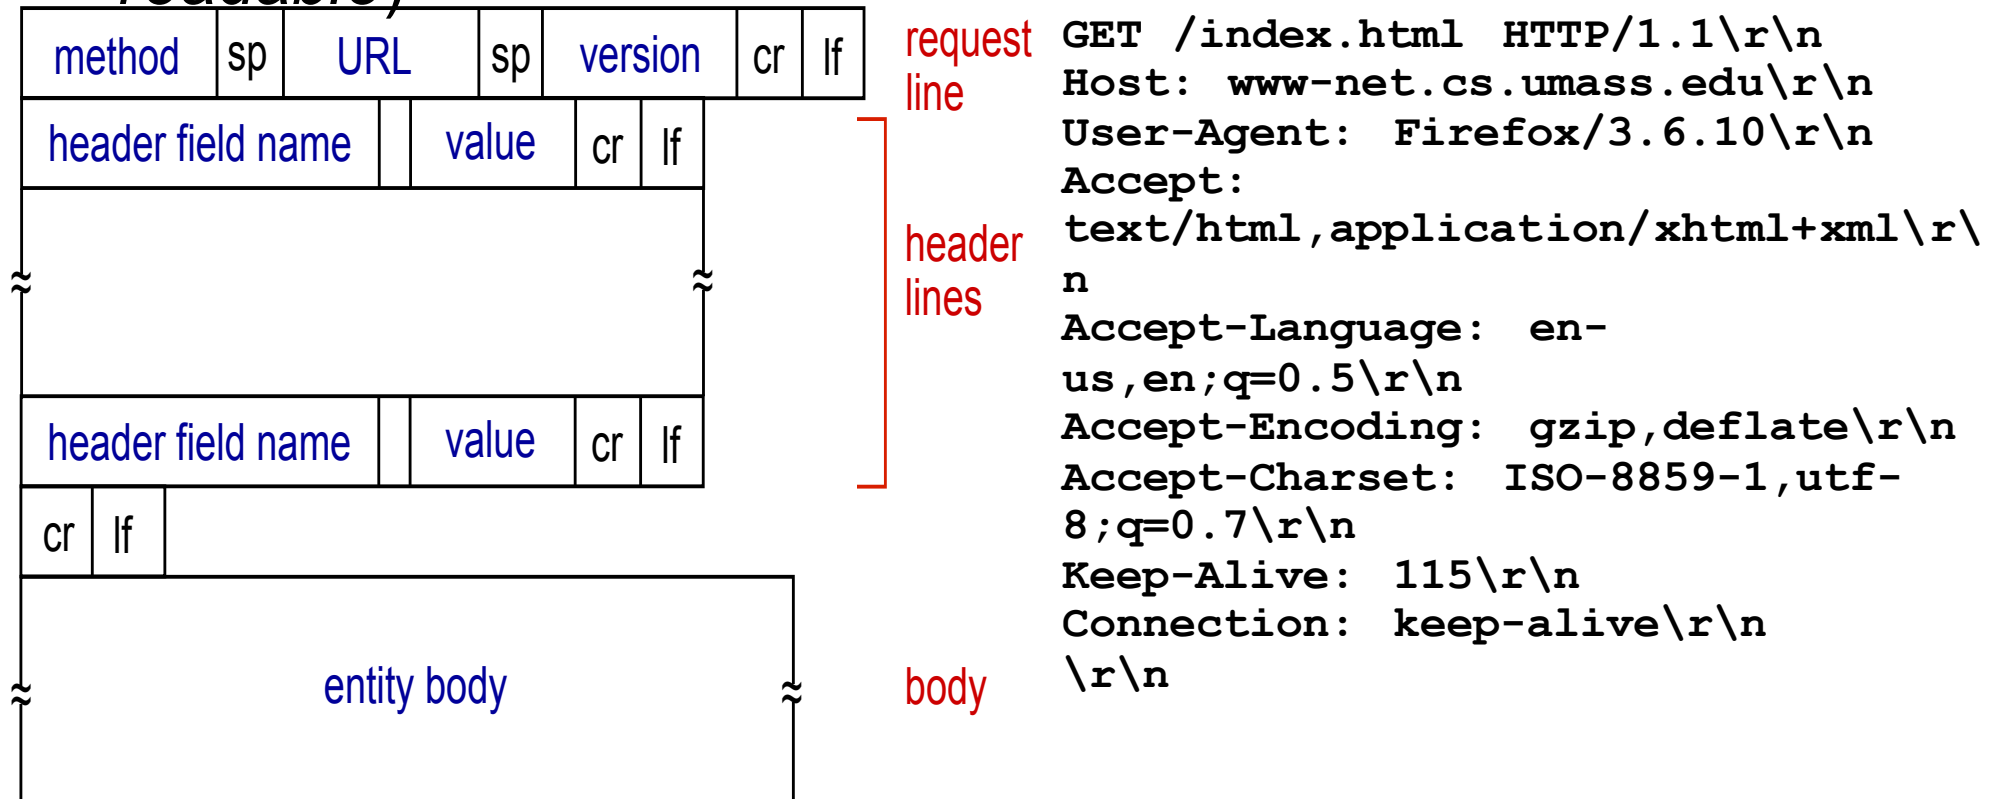 method sp URL sp version cr lf
header field name value cr lf
header field name value cr lf
cr lf
entity body
request
line
header
lines
body
GET /index.html HTTP/1.1\r\n
Host: www-net.cs.umass.edu\r\n
User-Agent: Firefox/3.6.10\r\n
Accept:
text/html,application/xhtml+xml\r\
n
Accept-Language: en-
us,en;q=0.5\r\n
Accept-Encoding: gzip,deflate\r\n
Accept-Charset: ISO-8859-1,utf-
8;q=0.7\r\n
Keep-Alive: 115\r\n
Connection: keep-alive\r\n
\r\n